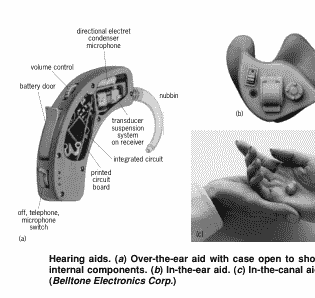 directional electret
condenser
microphone
volume control
battery door
nubbin
transducer
suspension
system
on receiver
integrated circuit
printed
circuit
board
off, telephone,
microphone
switch
(a)
(b)
(c)
Hearing aids. (a) Over-the-ear aid with case open to sho
internal components. (b) In-the-ear aid. (c) In-the-canal ai
(Belltone Electronics Corp.)